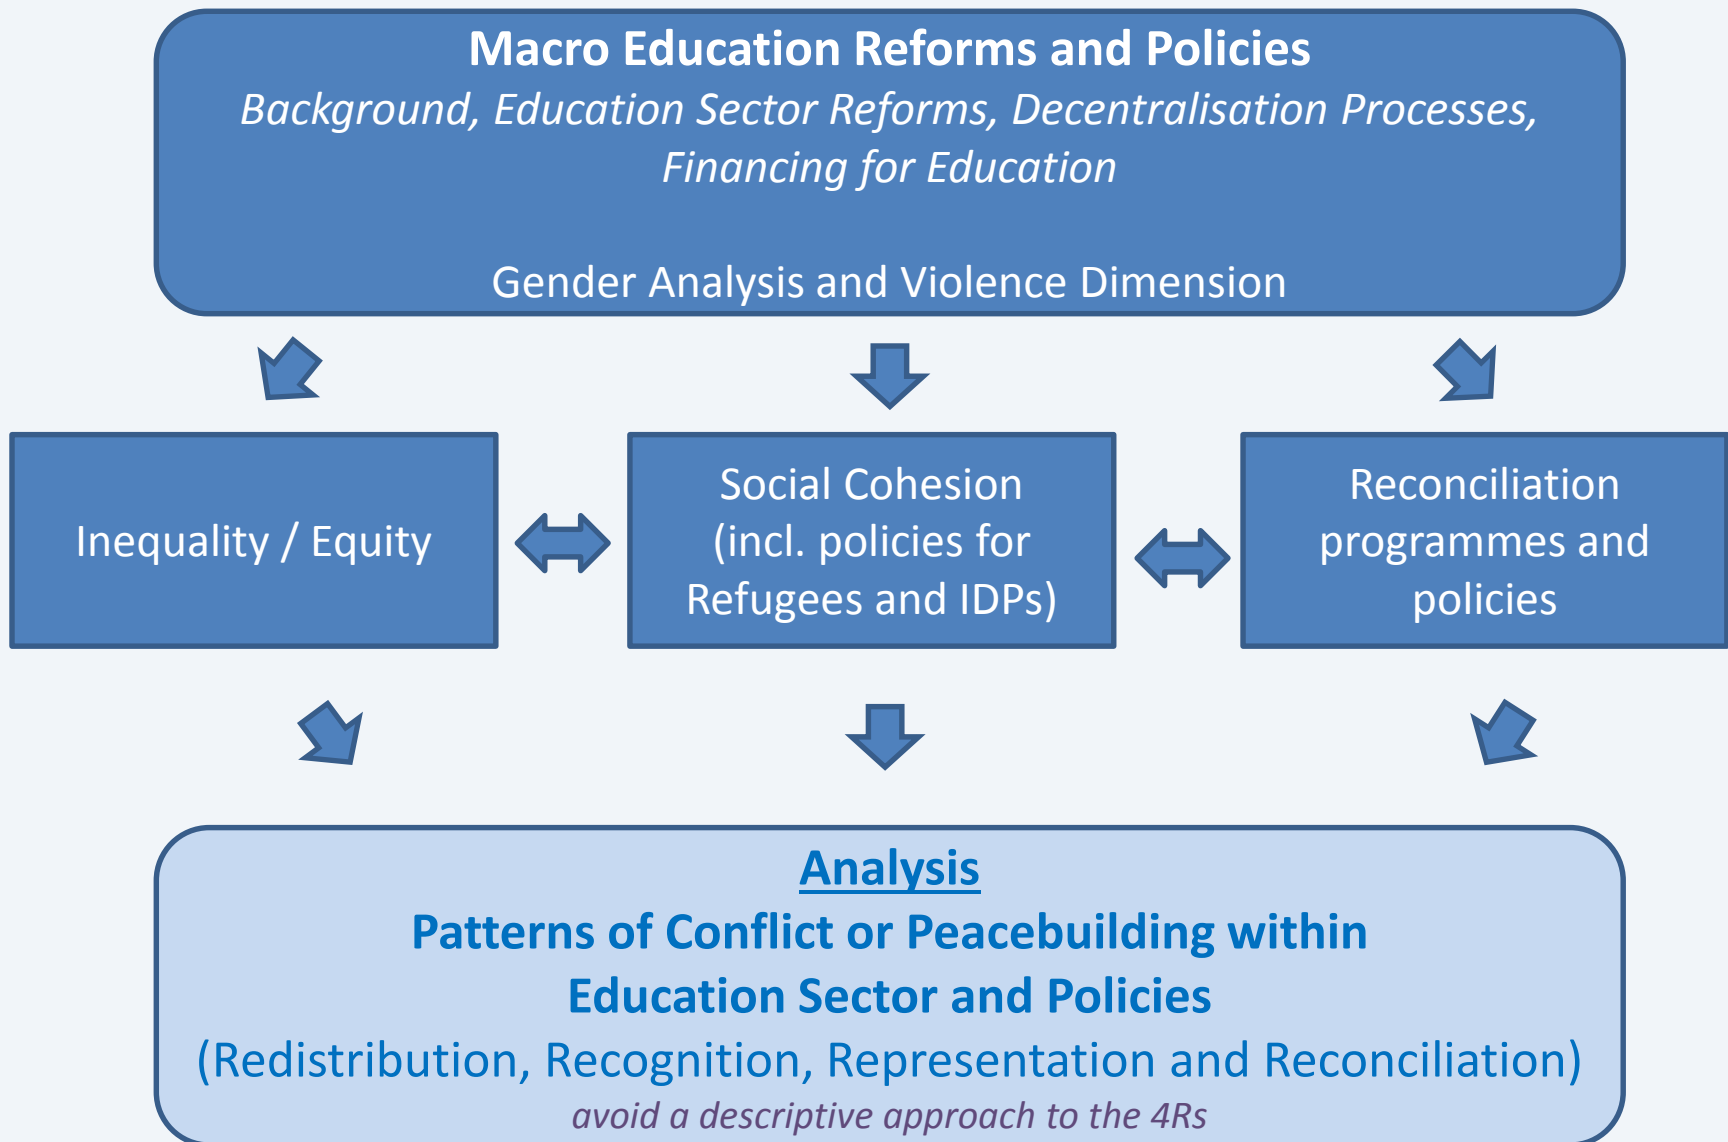 Macro Education Reforms and Policies
Background, Education Sector Reforms, Decentralisation Processes,
Financing for Education
Gender Analysis and Violence Dimension
Inequality / Equity
Social Cohesion
(incl. policies for
Refugees and IDPs)
Reconciliation
programmes and
policies
Analysis
Patterns of Conflict or Peacebuilding within
Education Sector and Policies
(Redistribution, Recognition, Representation and Reconciliation)
avoid a descriptive approach to the 4Rs